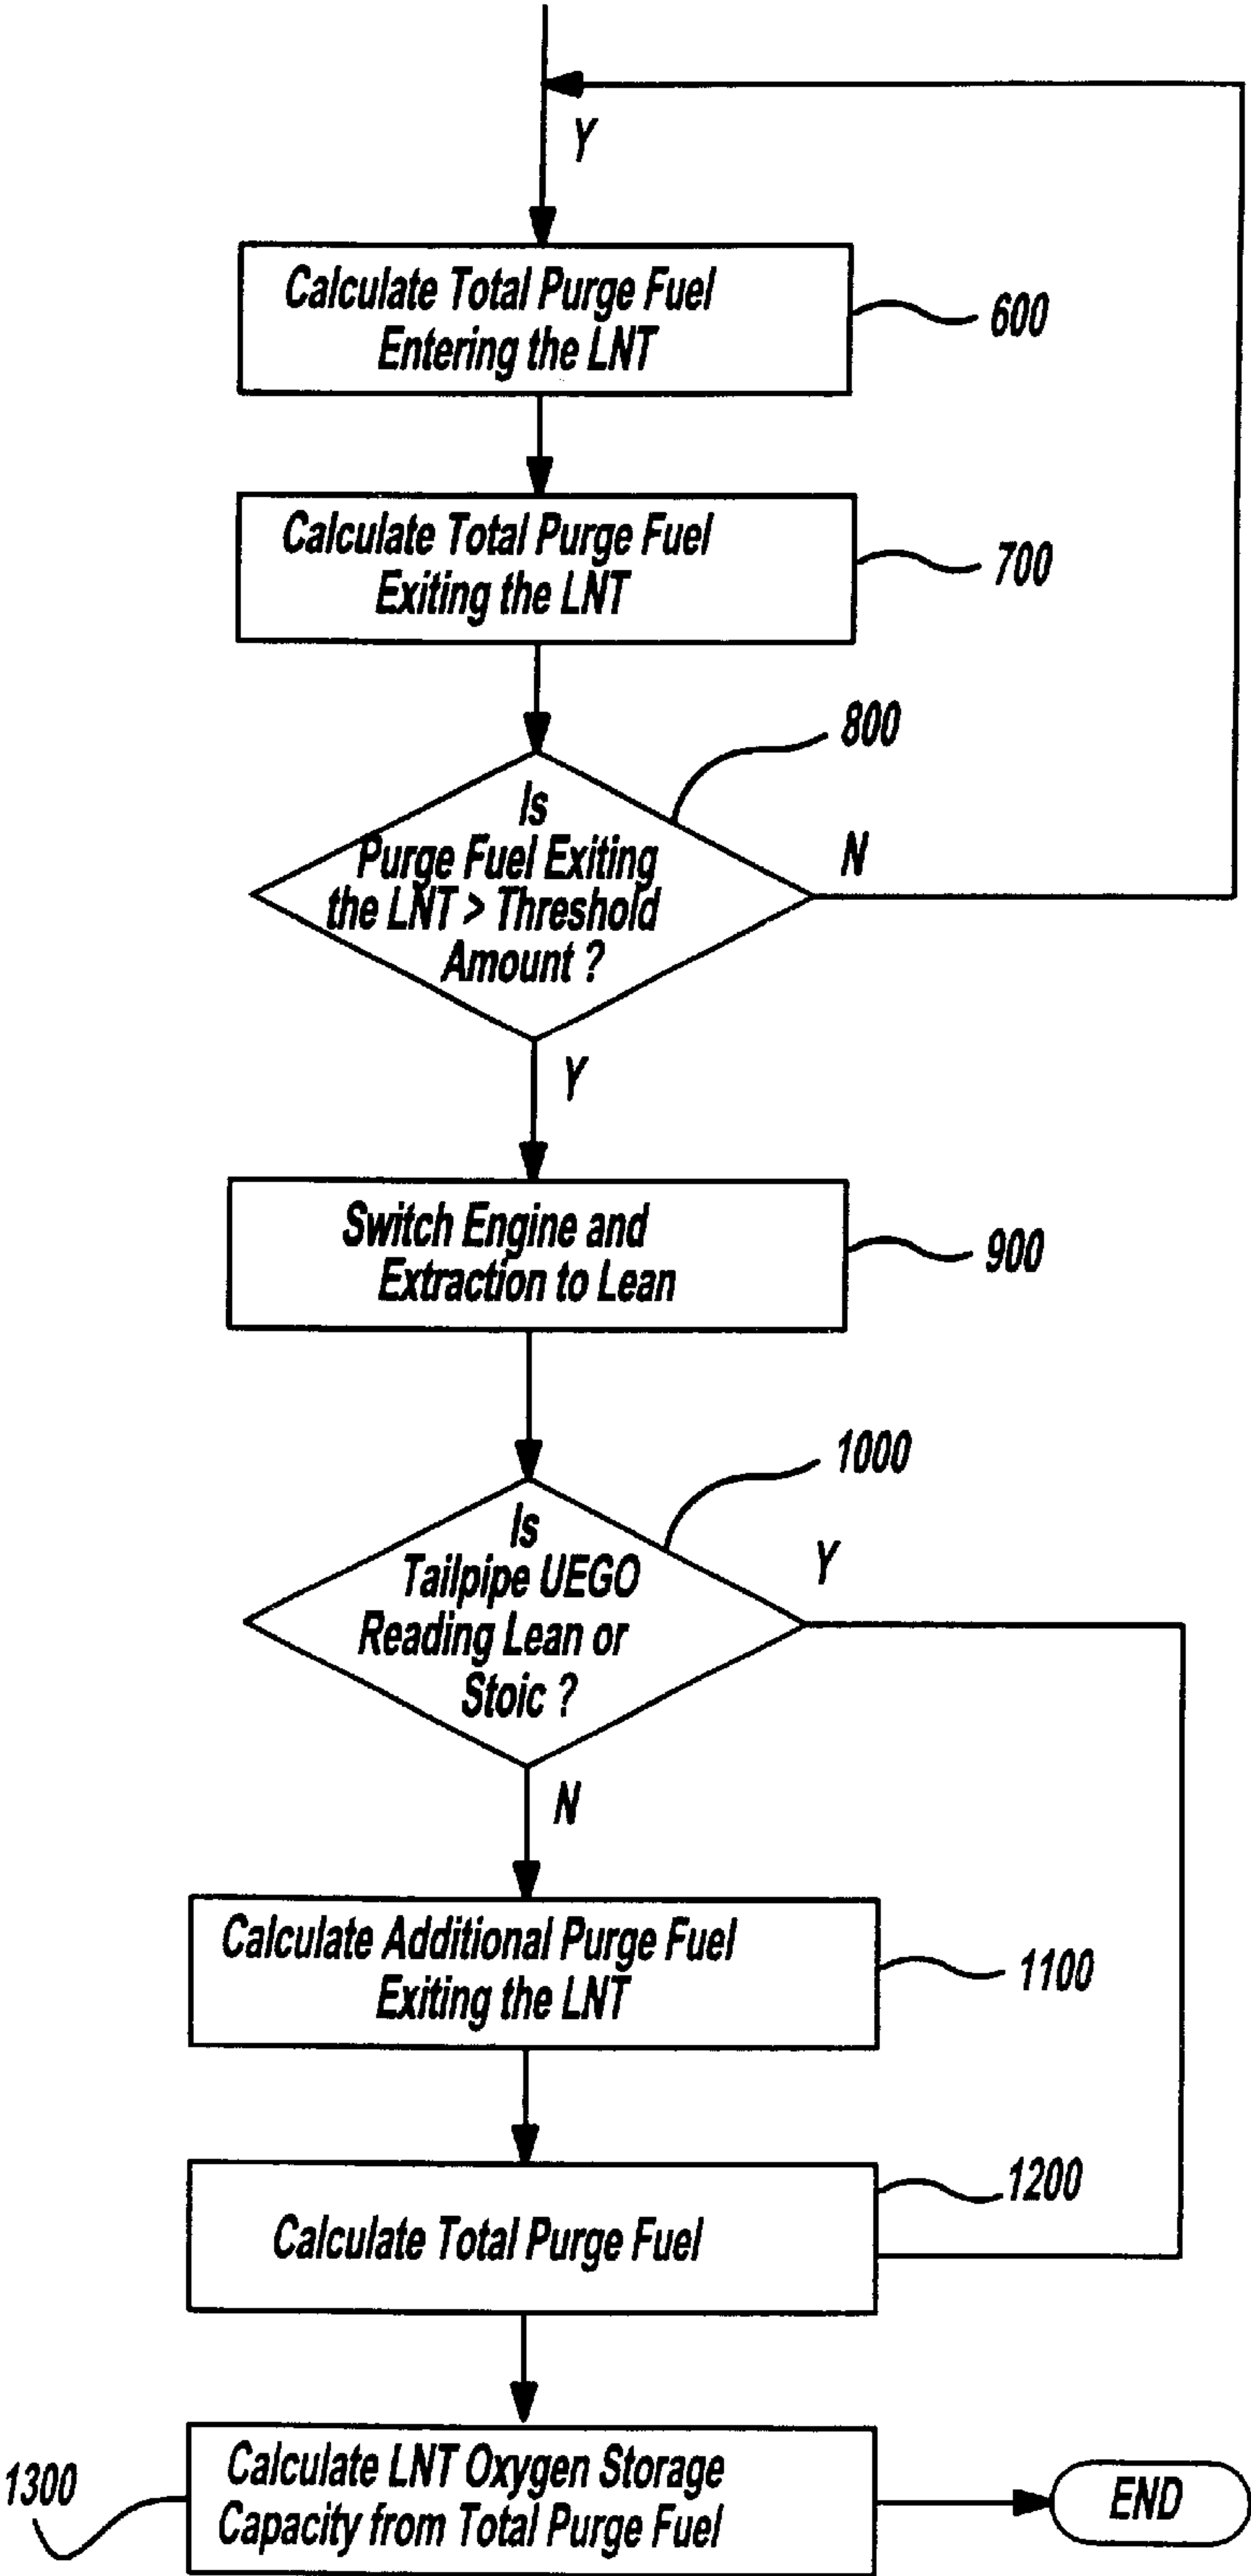 Y
Calculate Total Purge Fuel
Entering the LNT
600
Calculate Total Purge Fuel
Exiting the LNT
700
800
Is
Purge Fuel Exiting
the LNT > Threshold
Amount ?
N
Y
Switch Engine and
Extraction to Lean
900
1000
Is
Tailpipe UEGO
Reading Lean or
Stoic ?
Y
N
Calculate Additional Purge Fuel
Exiting the LNT
1100
Calculate Total Purge Fuel
1200
Calculate LNT Oxygen Storage
Capacity from Total Purge Fuel
1300
END